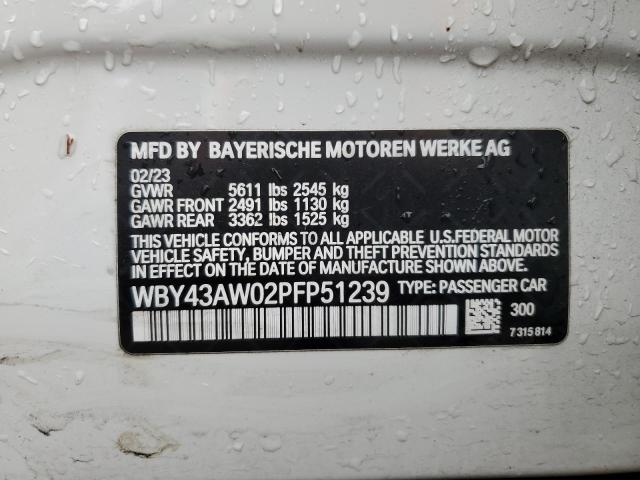 MFD BY BAYERISCHE MOTOREN WERKE AG
02/23
GVWR 5611 lbs 2545 kg
GAWR FRONT 2491 lbs 1130 kg
GAWR REAR 3362 lbs 1525 kg
THIS VEHICLE CONFORMS TO ALL APPLICABLE U.S.FEDERAL MOTOR
VEHICLE SAFETY, BUMPER AND THEFT PREVENTION STANDARDS
IN EFFECT ON THE DATE OF MANUFACTURE SHOWN ABOVE.
WBY43AW02PFP51239 TYPE: PASSENGER CAR
300
7 315 814